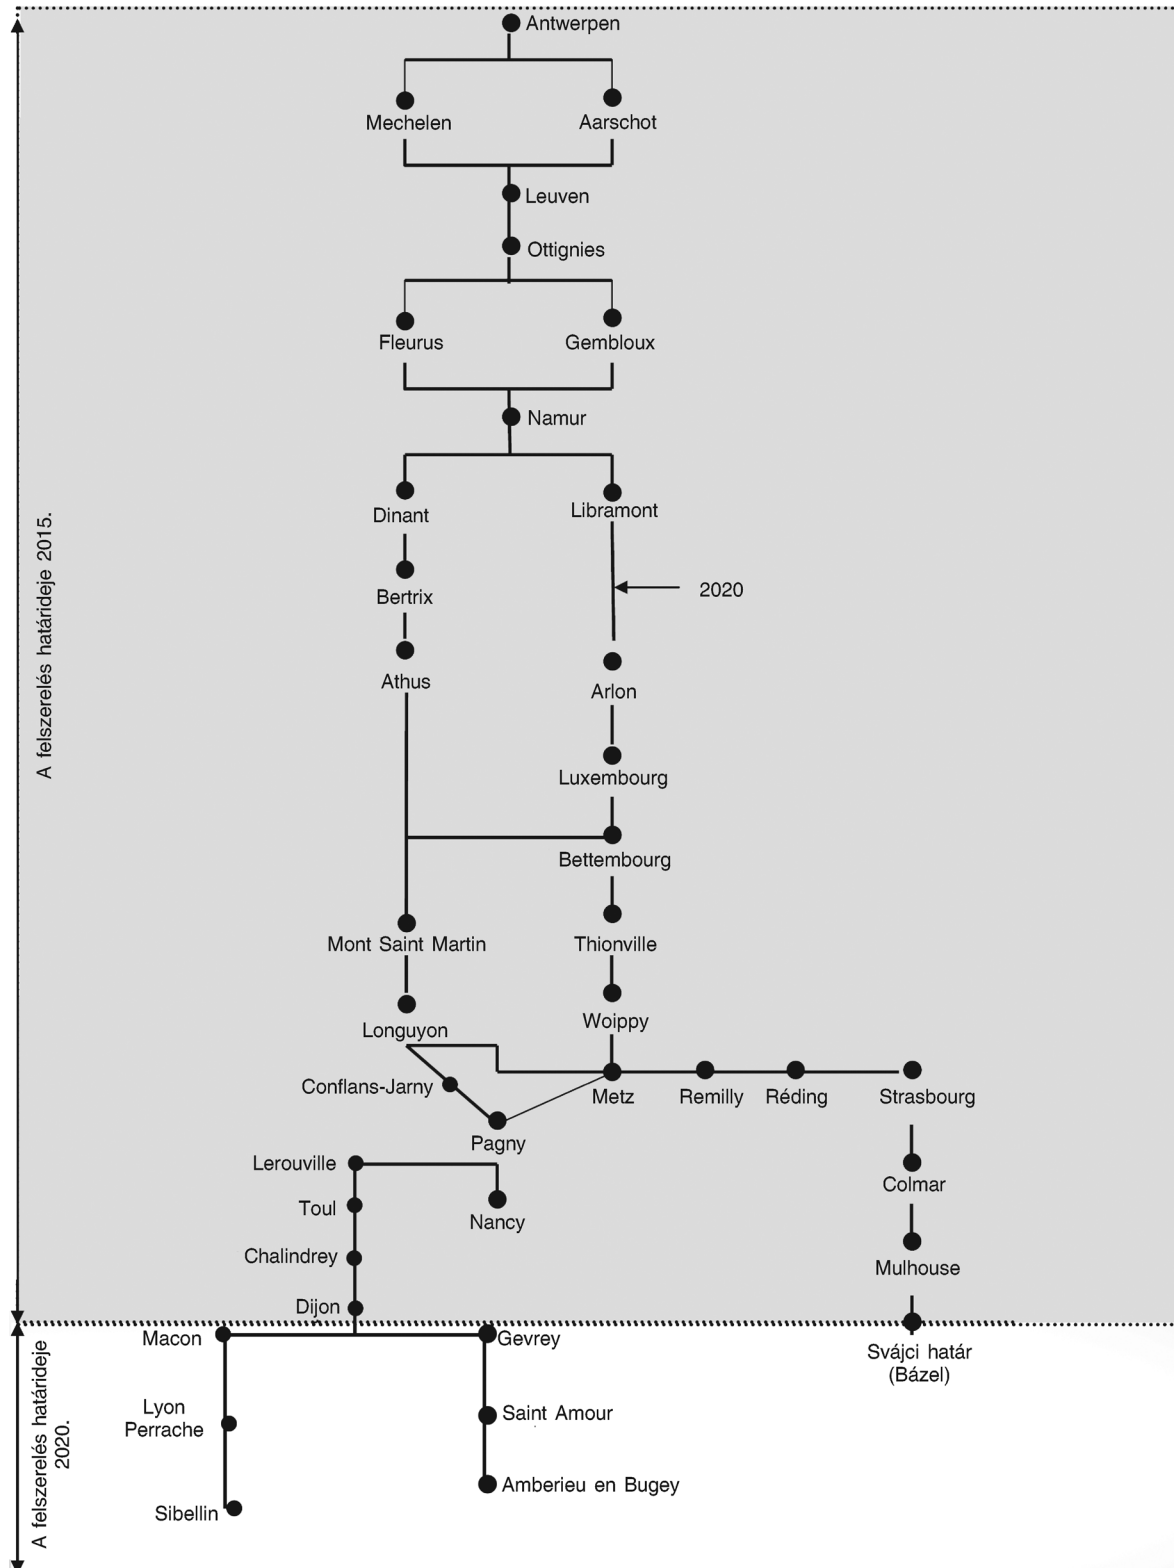 Antwerpen
Mechelen
Aarschot
Leuven
Ottignies
Fleurus
Gembloux
Namur
Dinant
Libramont
2020
Bertrix
Athus
Arlon
Luxembourg
Bettembourg
Mont Saint Martin
Thionville
Longuyon
Woippy
Conflans-Jarny
Metz
Remilly
Réding
Strasbourg
Pagny
Lerouville
Colmar
Toul
Nancy
Chalindrey
Mulhouse
Dijon
A felszerelés határideje 2015.
Macon
Gevrey
Svájci határ
(Bázel)
Lyon
Perrache
Saint Amour
Amberieu en Bugey
Sibellin
A felszerelés határideje
2020.